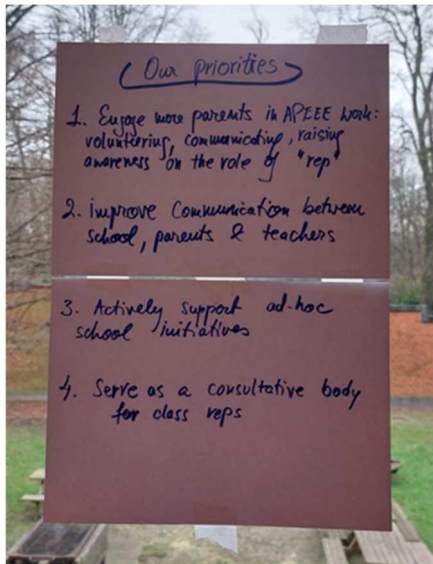 Our priorities
1. Engage more parents in APEEE work:
volunteering, communicating, raising
awareness on the role of "rep"
2. improve communication between
school, parents & teachers
3. Actively support ad-hoc
school initiatives
4. Serve as a consultative body
for class reps